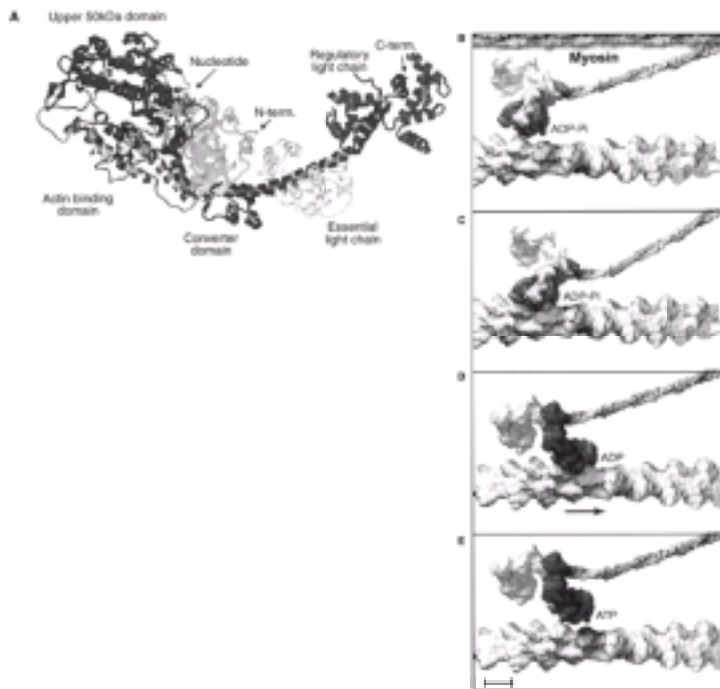 A
Upper 50kDa domain
Nucleotide
N-term.
Regulatory
light chain
C-term.
Actin binding
domain
Converter
domain
Essential
light chain
B
Myosin
ADP-Pi
C
ADP-Pi
D
ADP
E
ATP